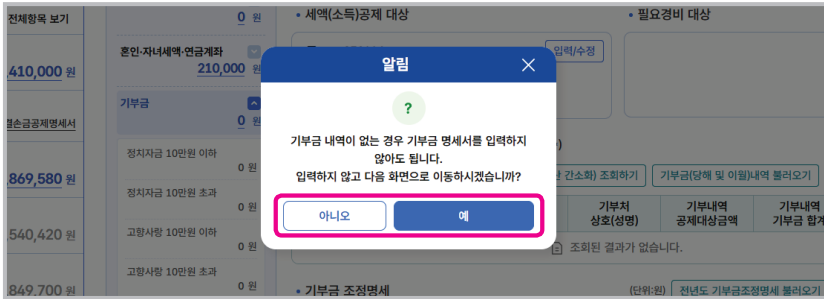 전체항목 보기
0 원
• 세액(소득)공제 대상
• 필요경비 대상
혼인·자녀세액·연금계좌
210,000 원
입력/수정
410,000 원
기부금
0 원
결손금공제명세서
정치자금 10만원 이하
0 원
869,580 원
정치자금 10만원 초과
0 원
540,420 원
고향사랑 10만원 이하
0 원
고향사랑 10만원 초과
0 원
849,700 원
알림
?
기부금 내역이 없는 경우 기부금 명세서를 입력하지
않아도 됩니다.
입력하지 않고 다음 화면으로 이동하시겠습니까?
아니오
예
간소화) 조회하기
기부금(당해 및 이월)내역 불러오기
기부처
상호(성명)
기부내역
공제대상금액
기부내역
기부금 합계
조회된 결과가 없습니다.
• 기부금 조정명세
(단위:원)
전년도 기부금조정명세 불러오기